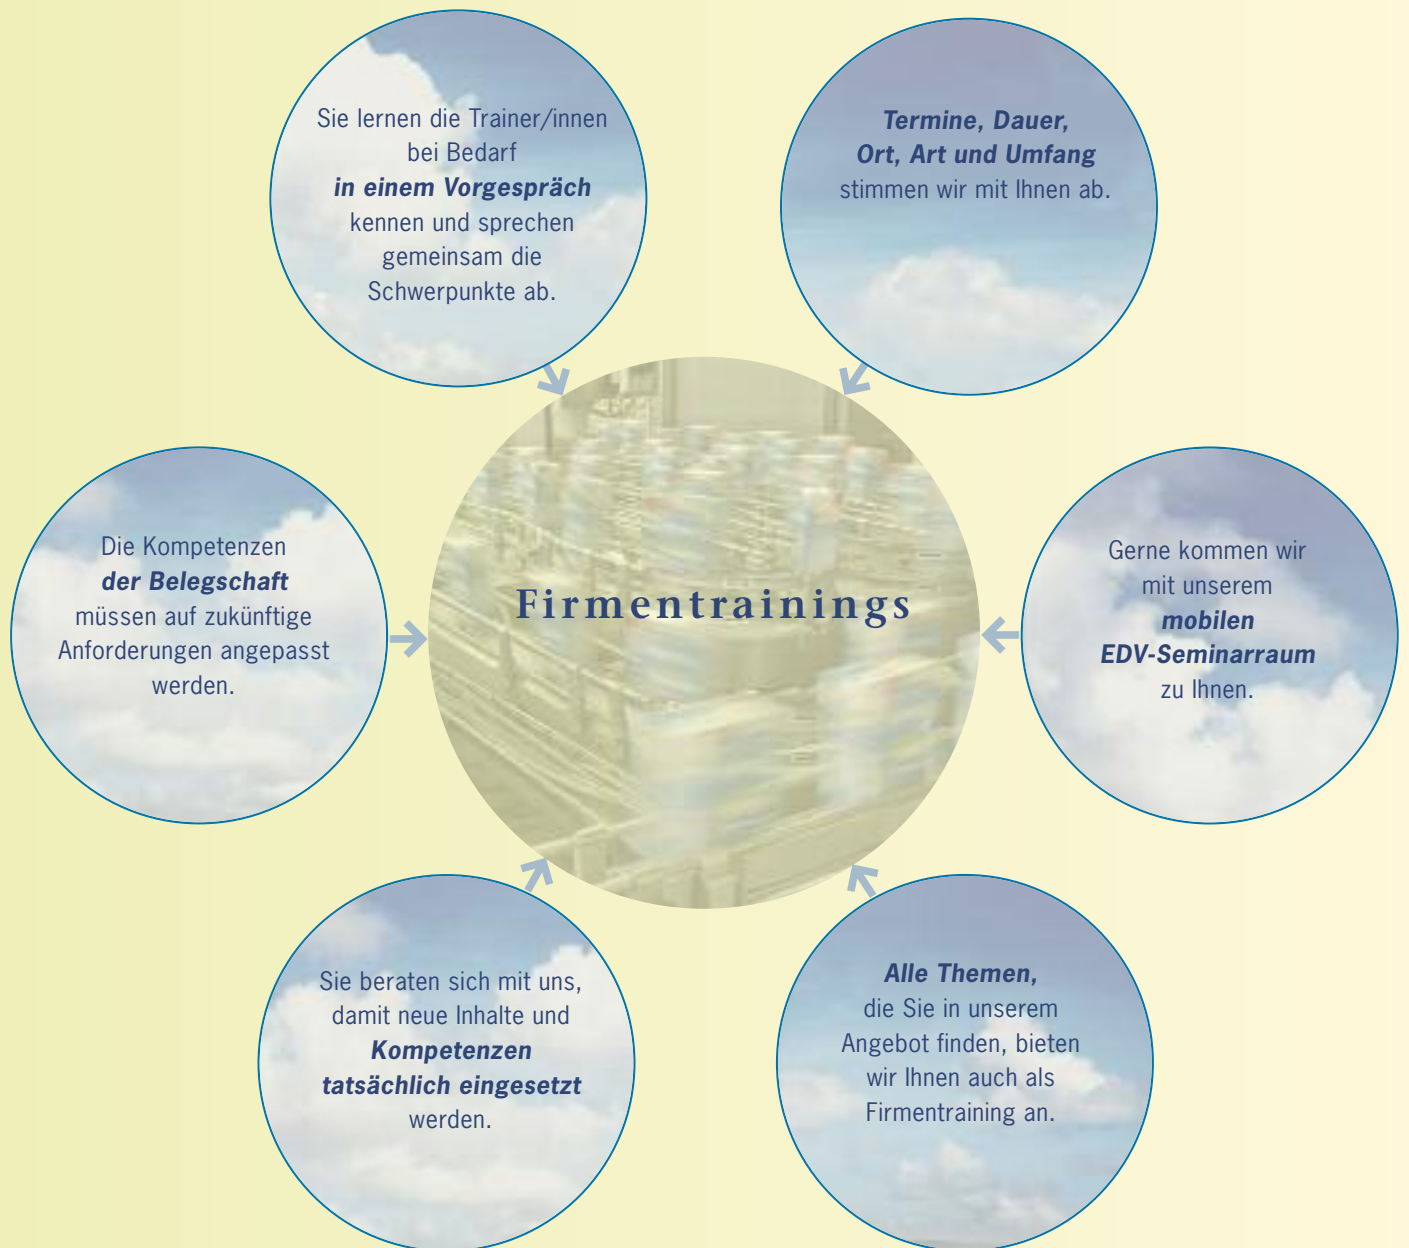 Sie lernen die Trainer/innen
bei Bedarf
in einem Vorgespräch
kennen und sprechen
gemeinsam die
Schwerpunkte ab.
Termine, Dauer,
Ort, Art und Umfang
stimmen wir mit Ihnen ab.
Die Kompetenzen
der Belegschaft
müssen auf zukünftige
Anforderungen angepasst
werden.
Firmentrainings
Gerne kommen wir
mit unserem
mobilen
EDV-Seminarraum
zu Ihnen.
Sie beraten sich mit uns,
damit neue Inhalte und
Kompetenzen
tatsächlich eingesetzt
werden.
Alle Themen,
die Sie in unserem
Angebot finden, bieten
wir Ihnen auch als
Firmentraining an.